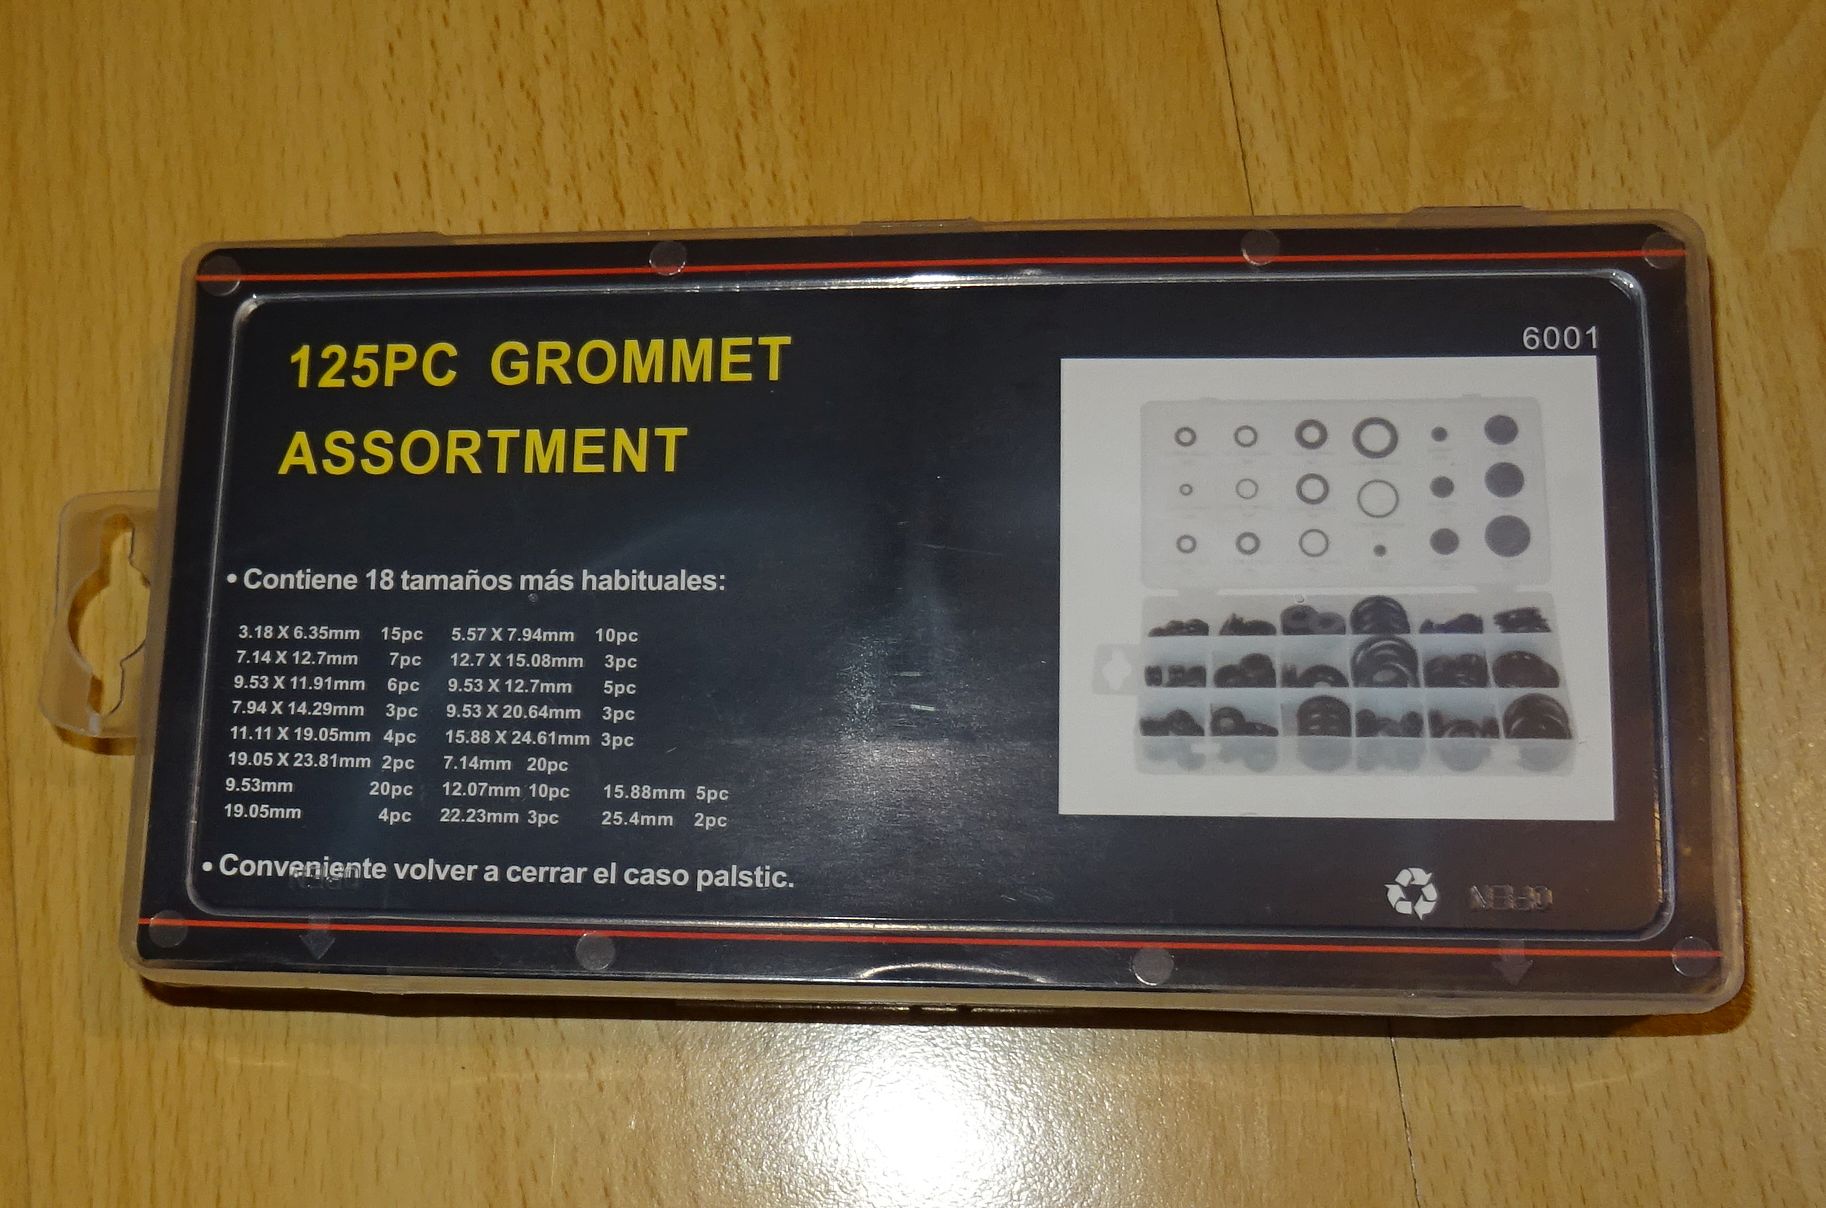 6001
125PC GROMMET
ASSORTMENT
• Contiene 18 tamaños más habituales:
3.18 X 6.35mm 15pc 5.57 X 7.94mm 10pc
7.14 X 12.7mm 7pc 12.7 X 15.08mm 3pc
9.53 X 11.91mm 6pc 9.53 X 12.7mm 5pc
7.94 X 14.29mm 3pc 9.53 X 20.64mm 3pc
11.11 X 19.05mm 4pc 15.88 X 24.61mm 3pc
19.05 X 23.81mm 2pc 7.14mm 20pc
9.53mm 20pc 12.07mm 10pc 15.88mm 5pc
19.05mm 4pc 22.23mm 3pc 25.4mm 2pc
• Conveniente volver a cerrar el caso palstic.
OPEN
OPEN